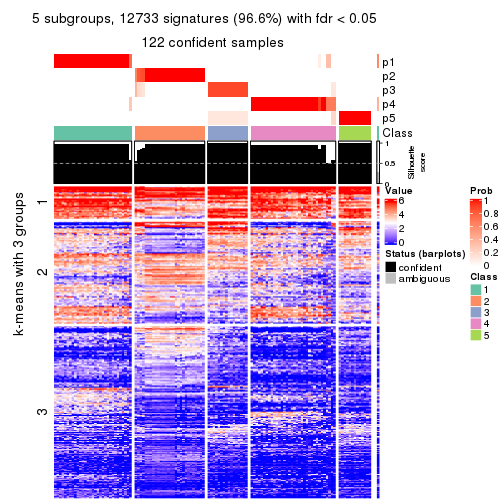 5 subgroups, 12733 signatures (96.6%) with fdr < 0.05
122 confident samples
p1
p2
p3
p4
p5
Class
1
0.5
0
Silhouette
score
k-means with 3 groups
1
2
3
Value
6
4
2
0
Status (barplots)
confident
ambiguous
Prob
1
0.8
0.6
0.4
0.2
0
Class
1
2
3
4
5